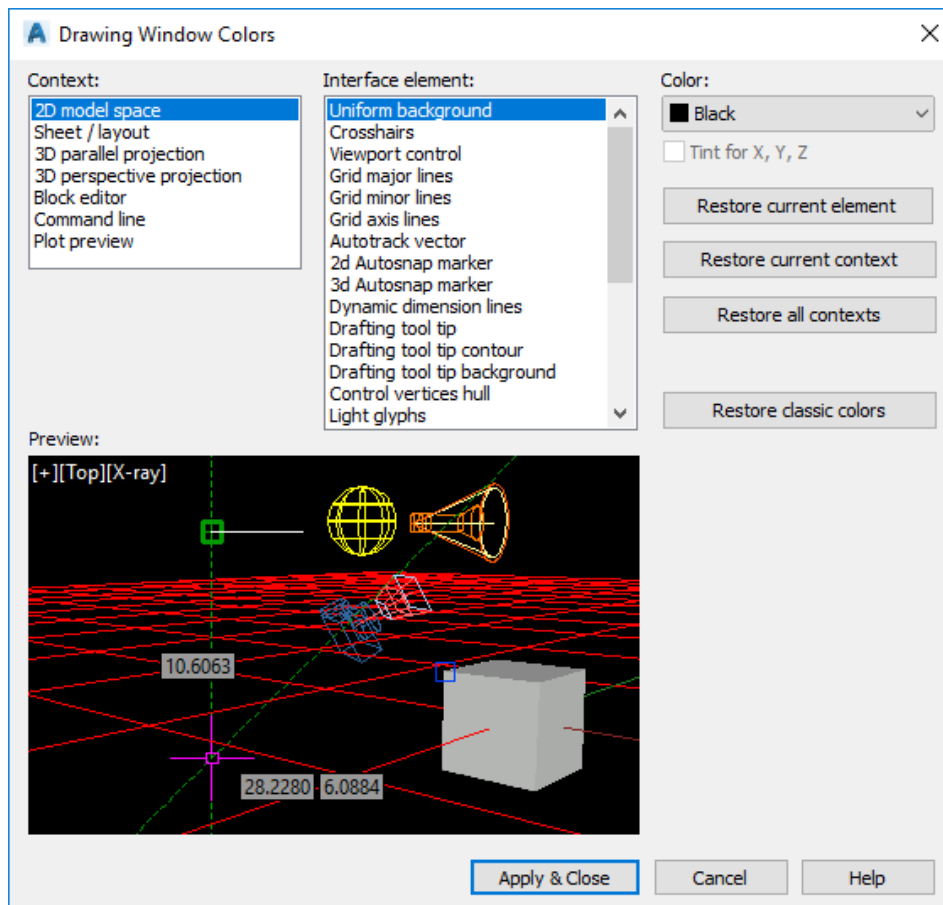 Drawing Window Colors
Context:
2D model space
Sheet / layout
3D parallel projection
3D perspective projection
Block editor
Command line
Plot preview
Interface element:
Uniform background
Crosshairs
Viewport control
Grid major lines
Grid minor lines
Grid axis lines
Autotrack vector
2d Autosnap marker
3d Autosnap marker
Dynamic dimension lines
Drafting tool tip
Drafting tool tip contour
Drafting tool tip background
Control vertices hull
Light glyphs
Color:
Black
Tint for X, Y, Z
Restore current element
Restore current context
Restore all contexts
Restore classic colors
Preview:
[+][Top][X-ray]
10.6063
28.2280 6.0884
Apply & Close
Cancel
Help